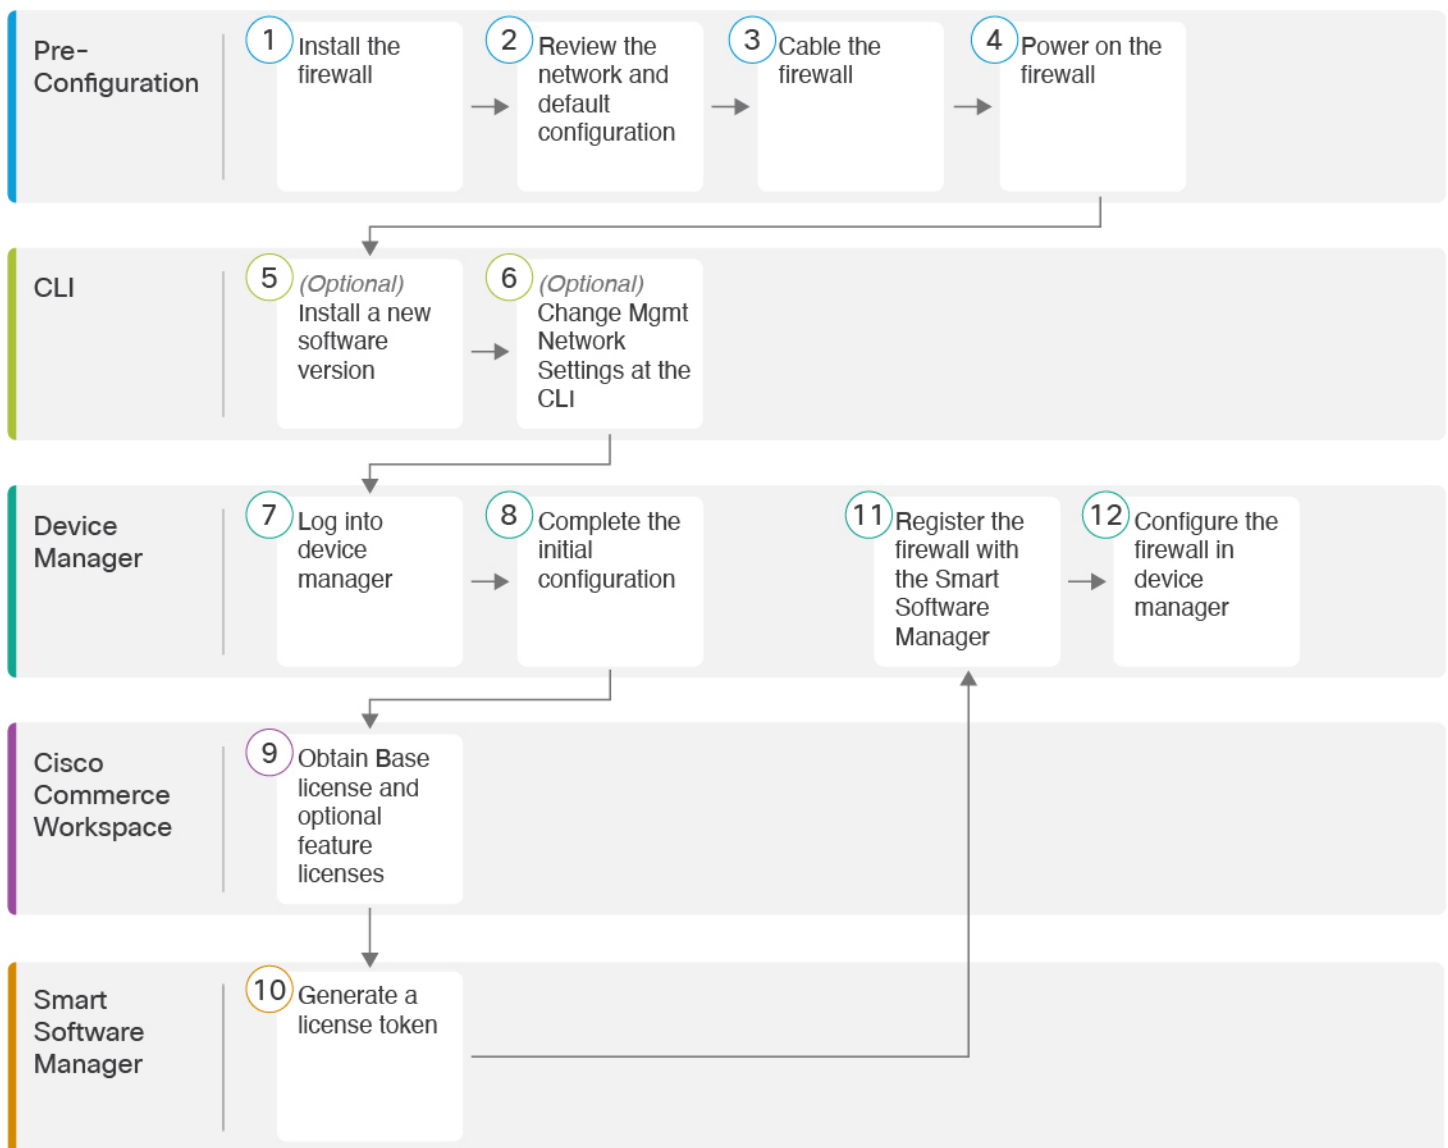 Pre-
Configuration
1
Install the
firewall
2
Review the
network and
default
configuration
3
Cable the
firewall
4
Power on the
firewall
CLI
5
(Optional)
Install a new
software
version
6
(Optional)
Change Mgmt
Network
Settings at the
CLI
Device
Manager
7
Log into
device
manager
8
Complete the
initial
configuration
11
Register the
firewall with
the Smart
Software
Manager
12
Configure the
firewall in
device
manager
Cisco
Commerce
Workspace
9
Obtain Base
license and
optional
feature
licenses
Smart
Software
Manager
10
Generate a
license token